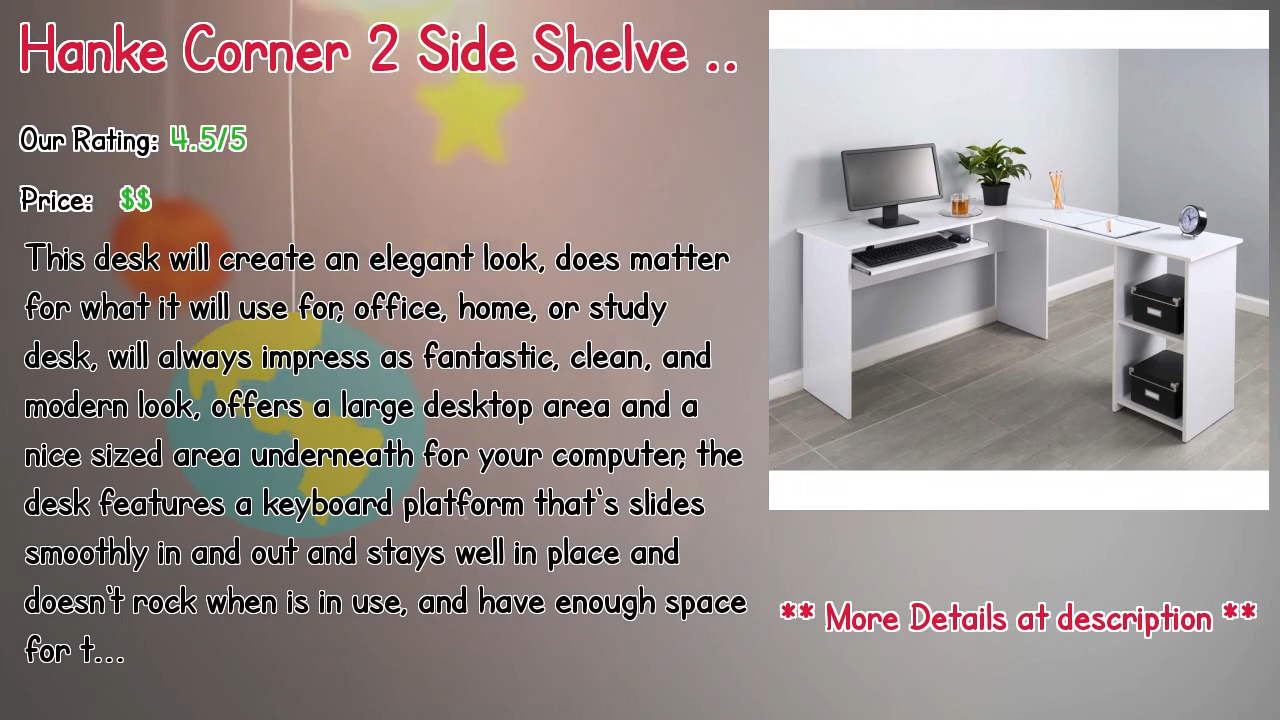 Hanke Corner 2 Side Shelve ..
Our Rating: 4.5/5
Price: $$
This desk will create an elegant look, does matter
for what it will use for, office, home, or study
desk, will always impress as fantastic, clean, and
modern look, offers a large desktop area and a
nice sized area underneath for your computer, the
desk features a keyboard platform that's slides
smoothly in and out and stays well in place and
doesn't rock when is in use, and have enough space
for t...
** More Details at description **